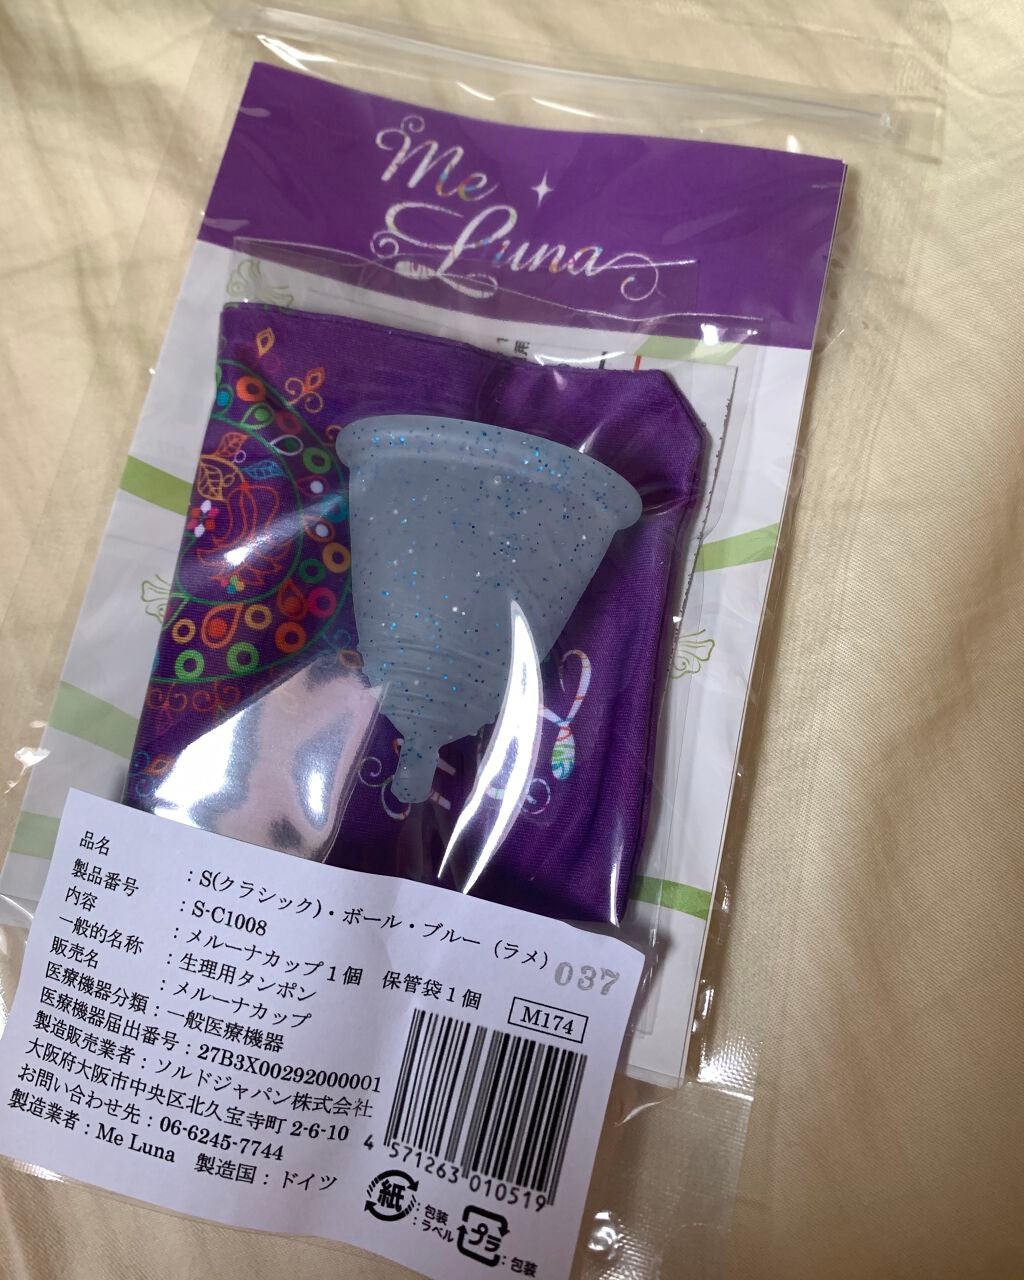 Me
Luna
用
品名 : S(クラシック)・ボール・ブルー (ラメ)
製品番号 : S-C1008
内容 : メルーナカップ1個 保管袋1個
一般的名称 : 生理用タンポン
販売名 : メルーナカップ
医療機器分類 : 一般医療機器
医療機器届出番号 : 27B3X00292000001
製造販売業者 : ソルドジャパン株式会社
大阪府大阪市中央区北久宝寺町 2-6-10
お問い合わせ先 : 06-6245-7744
製造業者 : Me Luna 製造国 : ドイツ
037
M174
4 571263 010519
紙 : 包装
: ラベル
プラ : 包装